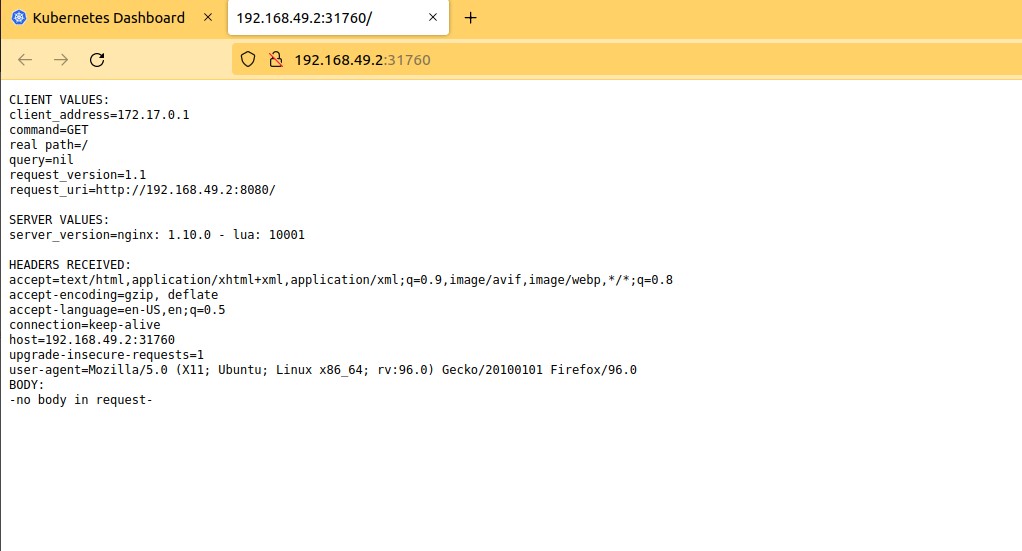 Kubernetes Dashboard
192.168.49.2:31760/
192.168.49.2:31760
CLIENT VALUES:
client_address=172.17.0.1
command=GET
real path=/
query=nil
request_version=1.1
request_uri=http://192.168.49.2:8080/
SERVER VALUES:
server_version=nginx: 1.10.0 - lua: 10001
HEADERS RECEIVED:
accept=text/html,application/xhtml+xml,application/xml;q=0.9,image/avif,image/webp,*/*;q=0.8
accept-encoding=gzip, deflate
accept-language=en-US,en;q=0.5
connection=keep-alive
host=192.168.49.2:31760
upgrade-insecure-requests=1
user-agent=Mozilla/5.0 (X11; Ubuntu; Linux x86_64; rv:96.0) Gecko/20100101 Firefox/96.0
BODY:
-no body in request-